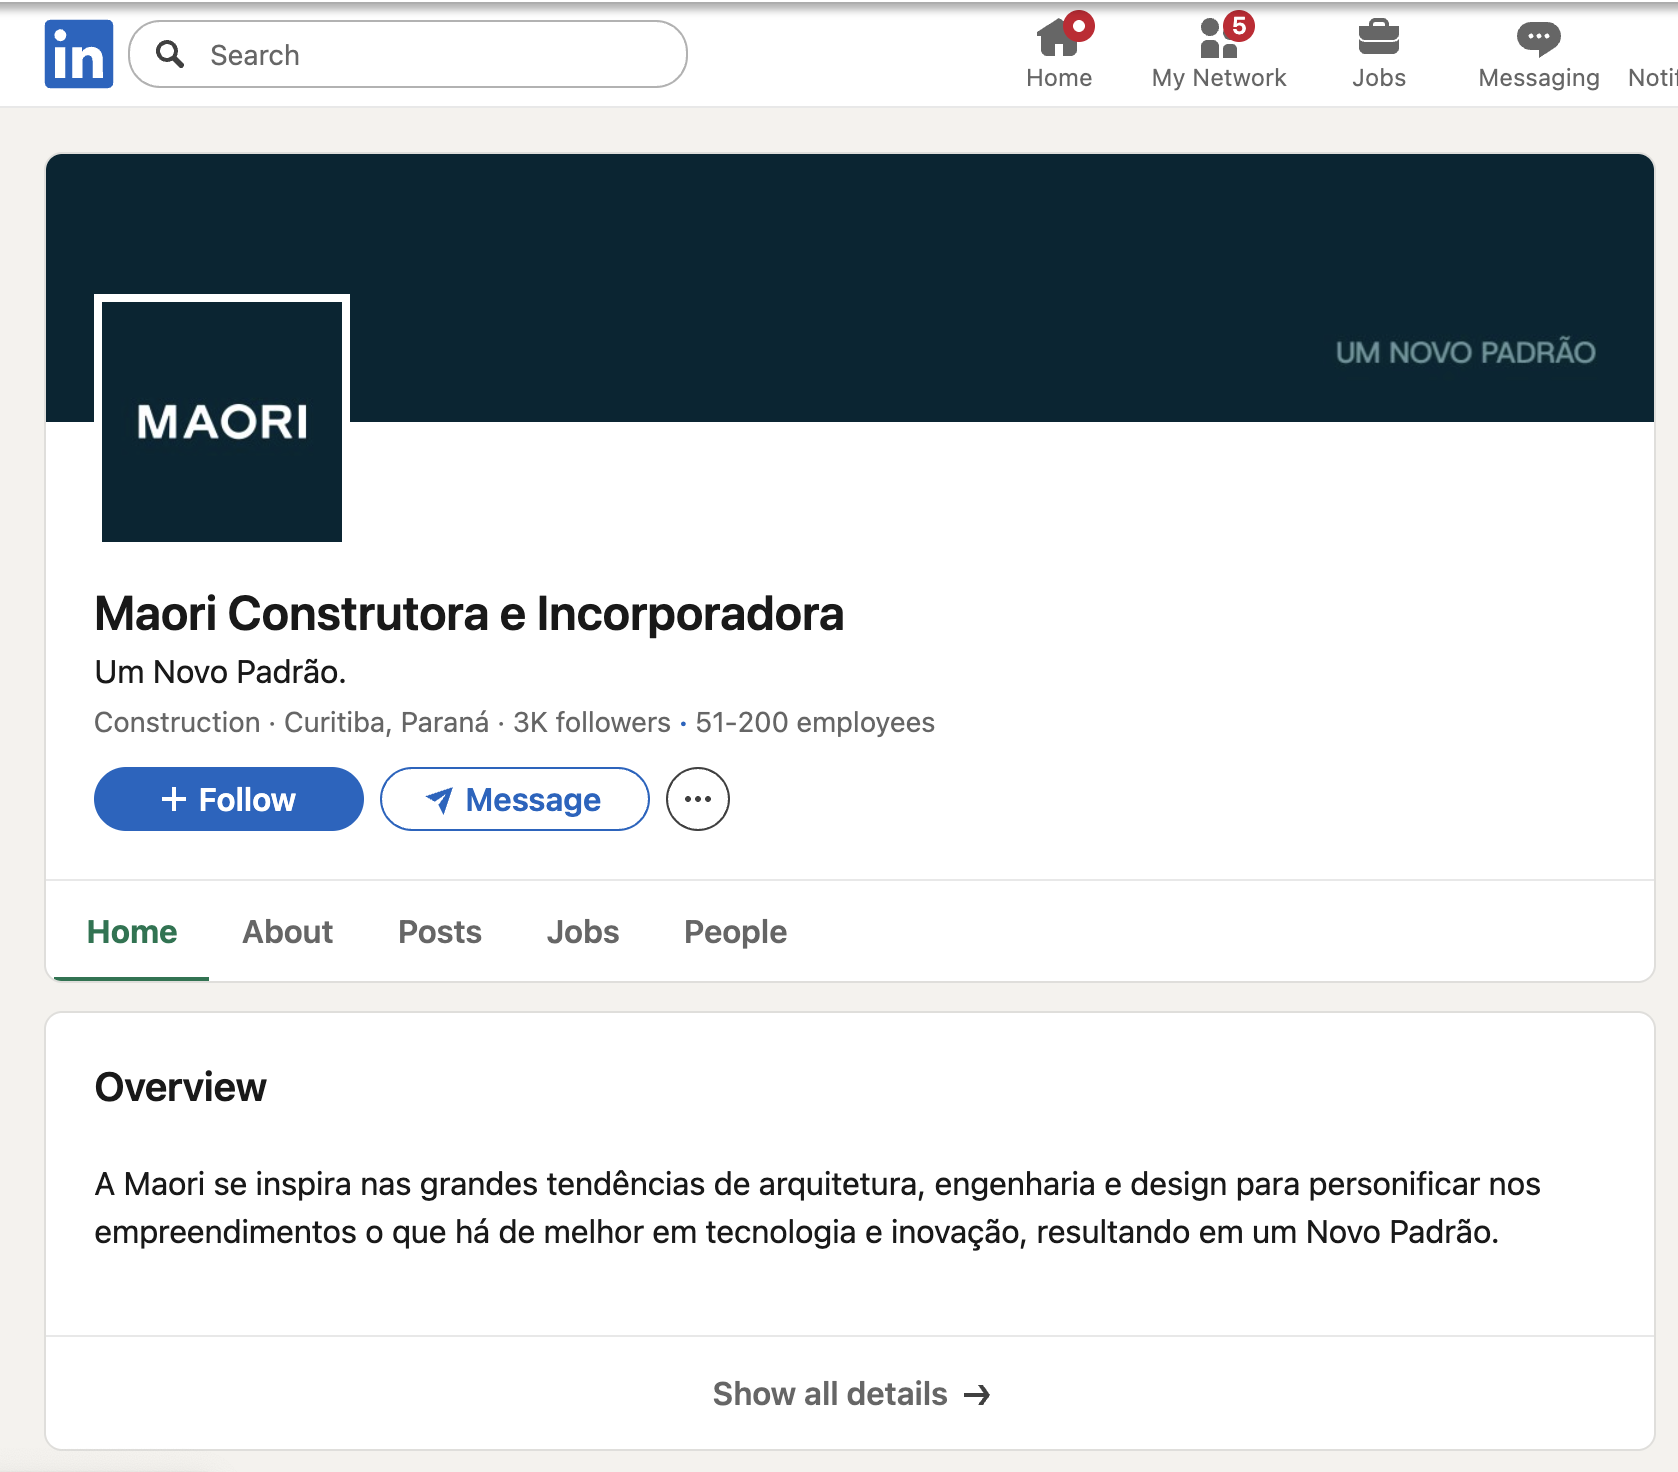 in
Search
Home
5
My Network
Jobs
Messaging
Notif
UM NOVO PADRÃO
MAORI
Maori Construtora e Incorporadora
Um Novo Padrão.
Construction · Curitiba, Paraná · 3K followers · 51-200 employees
+ Follow
Message
Home About Posts Jobs People
Overview
A Maori se inspira nas grandes tendências de arquitetura, engenharia e design para personificar nos
empreendimentos o que há de melhor em tecnologia e inovação, resultando em um Novo Padrão.
Show all details →